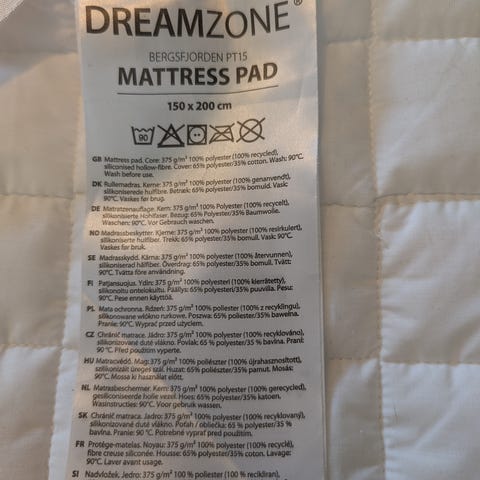 DREAMZONE®
BERGSFJORDEN PT15
MATTRESS PAD
150 x 200 cm
90
GB Mattress pad. Core: 375 g/m² 100% polyester (100% recycled),
siliconised hollow-fibre. Cover: 65% polyester/35% cotton. Wash: 90°C.
Wash before use.
DK Rullemadras. Kerne: 375 g/m² 100% polyester (100% genanvendt),
silikoniserede hulfibre. Betræk: 65% polyester/35% bomuld. Vask:
90°C. Vaskes før brug.
DE Matratzenauflage. Kern: 375 g/m² 100% polyester (100% recycelt),
silikonisierte Hohlfaser. Bezug: 65% Polyester/35% Baumwolle.
Waschen: 90°C. Vor Gebrauch waschen.
NO Madrassbeskytter. Kjerne: 375 g/m² 100% polyester (100% resirkulert),
silikoniserte hulfiber. Trekk: 65% polyester/35% bomull. Vask: 90°C.
Vaskes før bruk.
SE Madrasskydd. Kärna: 375 g/m² 100% polyester (100% återvunnen),
silikoniserad hålfiber. Överdrag: 65% polyester/35% bomull. Tvätt:
90°C. Tvätta före användning.
FI Patjansuojus. Ydin: 375 g/m² 100% polyesteri (100% kierrätetty),
silikonoitu ontelokuitu. Päällys: 65% polyesteri/35% puuvilla. Pesu:
90°C. Pese ennen käyttöä.
PL Mata ochronna. Rdzeń: 375 g/m² 100% poliester (100% z recyklingu),
silikonowane włókno rurkowe. Poszwa: 65% poliester/35% bawełna.
Pranie: 90°C. Wyprać przed użyciem.
CZ Chránič matrace. Jádro: 375 g/m² 100% polyester (100% recyklováno),
silikonizované duté vlákno. Povlak: 65 % polyester/35 % bavlna. Praní:
90 °C. Před použitím vyperte.
HU Matracvédő. Mag: 375 g/m² 100% poliészter (100% újrahasznosított),
szilikonizált üreges szál. Huzat: 65% poliészter/35% pamut. Mosás:
90°C. Mossa ki használat előtt.
NL Matrasbeschermer. Kern: 375 g/m² 100% polyester (100% gerecycled),
gesiliconiseerde holle vezel. Hoes: 65% polyester/35% katoen.
Wasinstructies: 90°C. Voor gebruik wassen.
SK Chránič matraca. Jadro: 375 g/m² 100% polyester (100% recyklovaný),
silikonizované duté vlákno. Poťah / obliečka: 65 % polyester/35 %
bavlna. Pranie: 90 °C. Potrebné vyprať pred použitím.
FR Protège-matelas. Noyau: 375 g/m² 100% polyester (100% recyclé),
fibre creuse siliconée. Housse: 65% polyester/35% coton. Lavage:
90°C. Laver avant usage.
SI Nadvložek. Jedro: 375 g/m² 100 % poliester (100 % recikliran),